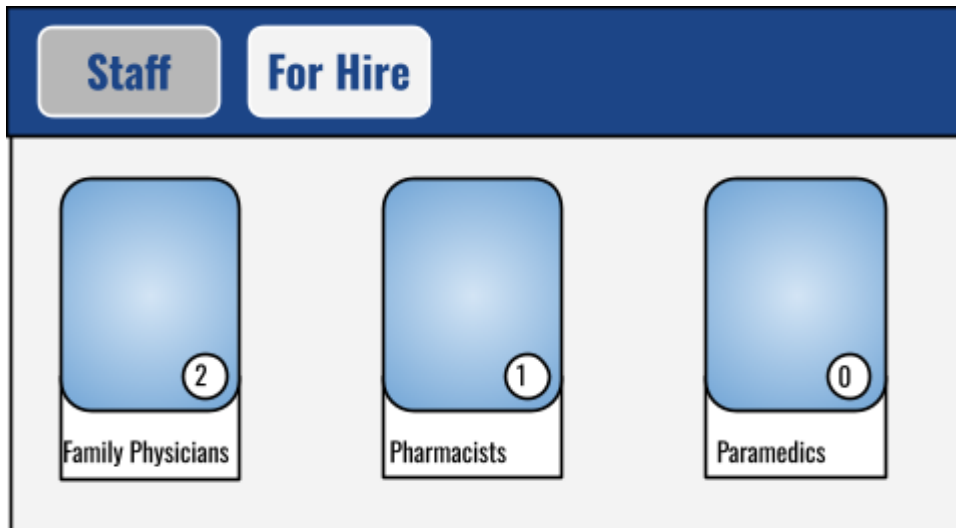 Staff
For Hire
2
1
0
Family Physicians
Pharmacists
Paramedics